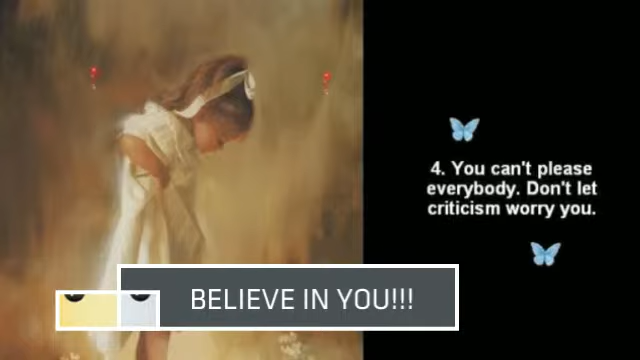 4. You can't please
everybody. Don't let
criticism worry you.
BELIEVE IN YOU!!!